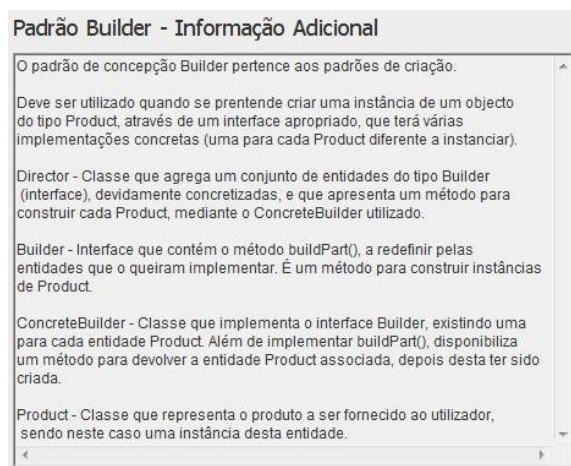 Padrão Builder - Informação Adicional
O padrão de concepção Builder pertence aos padrões de criação.
Deve ser utilizado quando se prentende criar uma instância de um objecto
do tipo Product, através de um interface apropriado, que terá várias
implementações concretas (uma para cada Product diferente a instanciar).
Director - Classe que agrega um conjunto de entidades do tipo Builder
(interface), devidamente concretizadas, e que apresenta um método para
construir cada Product, mediante o ConcreteBuilder utilizado.
Builder - Interface que contém o método buildPart(), a redefinir pelas
entidades que o queiram implementar. É um método para construir instâncias
de Product.
ConcreteBuilder - Classe que implementa o interface Builder, existindo uma
para cada entidade Product. Além de implementar buildPart(), disponibiliza
um método para devolver a entidade Product associada, depois desta ter sido
criada.
Product - Classe que representa o produto a ser fornecido ao utilizador,
sendo neste caso uma instância desta entidade.